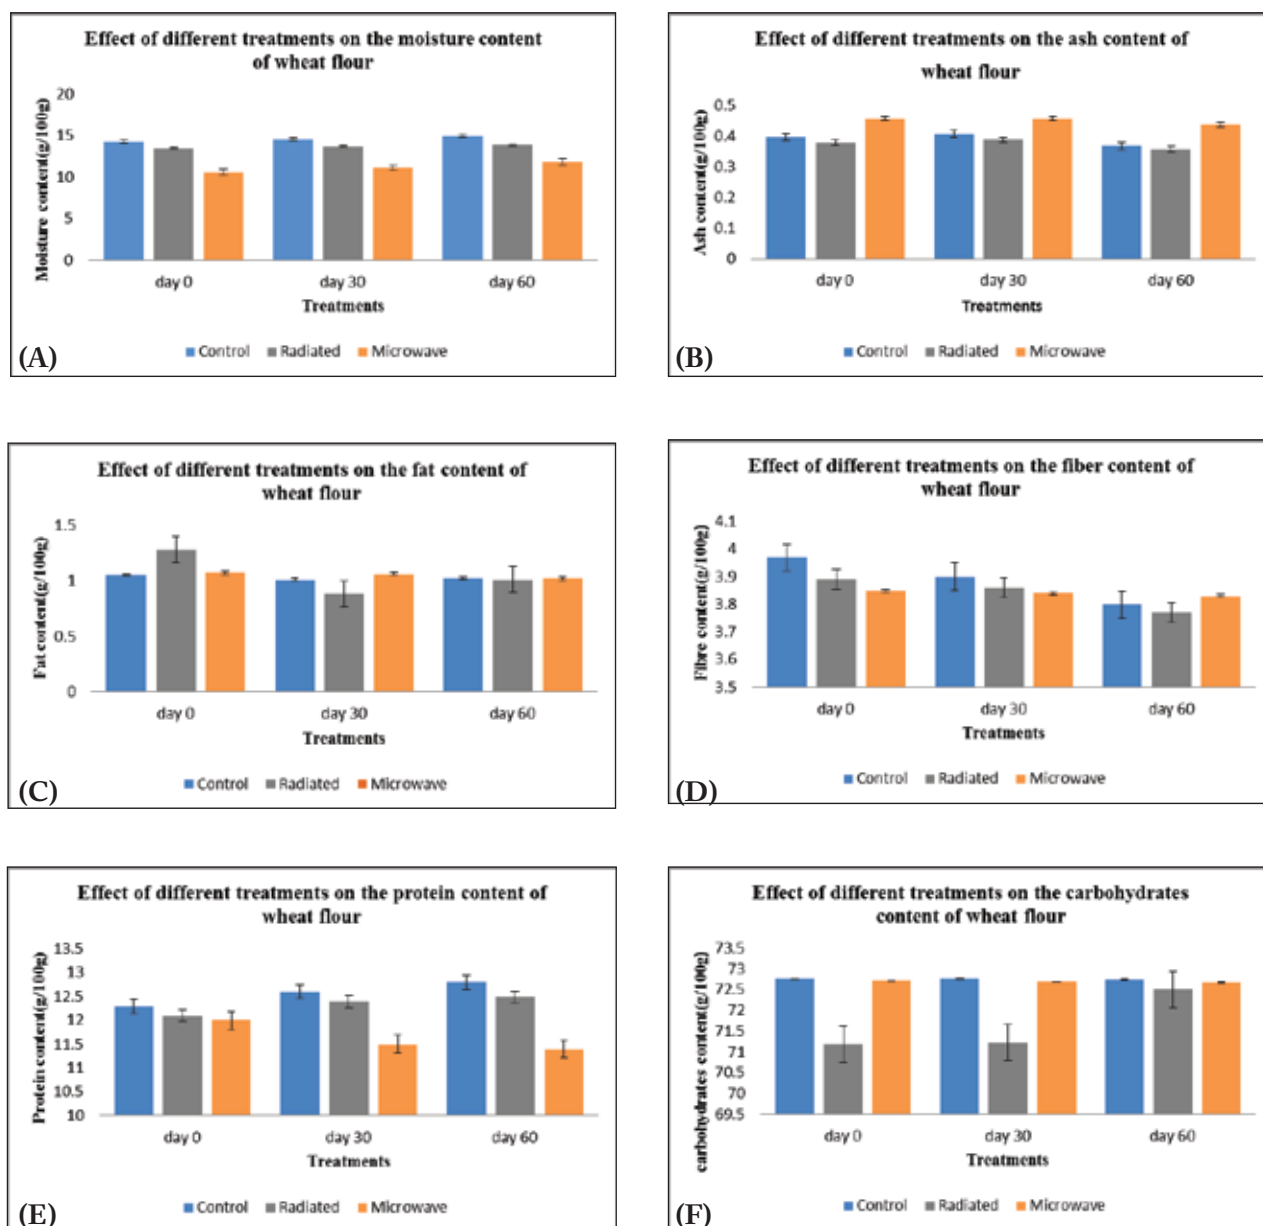 Effect of different treatments on the moisture content
of wheat flour
Moisture content(g/100g)
20
15
10
5
0
day 0 day 30 day 60
Treatments
Control Radiated Microwave
(A)
Effect of different treatments on the ash content of
wheat flour
Ash content(g/100g)
0.5
0.4
0.3
0.2
0.1
0
day 0 day 30 day 60
Treatments
Control Radiated Microwave
(B)
Effect of different treatments on the fat content of
wheat flour
Fat content(g/100g)
1.5
1
0.5
0
day 0 day 30 day 60
Treatments
Control Radiated Microwave
(C)
Effect of different treatments on the fiber content of
wheat flour
Fibre content(g/100g)
4.1
4
3.9
3.8
3.7
3.6
3.5
day 0 day 30 day 60
Treatments
Control Radiated Microwave
(D)
Effect of different treatments on the protein content of
wheat flour
Protein content(g/100g)
13.5
13
12.5
12
11.5
11
10.5
10
day 0 day 30 day 60
Treatments
Control Radiated Microwave
(E)
Effect of different treatments on the carbohydrates
content of wheat flour
carbohydrates content(g/100g)
73.5
73
72.5
72
71.5
71
70.5
70
69.5
day 0 day 30 day 60
Treatments
Control Radiated Microwave
(F)